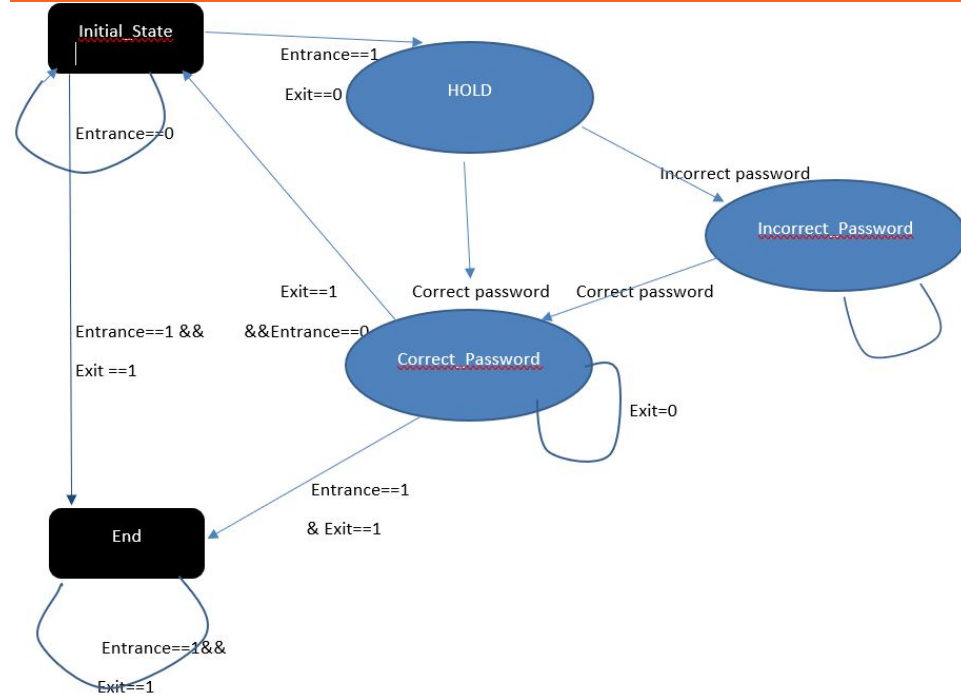 Initial_State
Entrance==1
Exit==0
HOLD
Entrance==0
Incorrect password
Incorrect_Password
Exit==1
&&Entrance==0
Correct password
Correct password
Entrance==1 &&
Exit ==1
Correct_Password
Exit=0
Entrance==1
& Exit==1
End
Entrance==1&&
Exit==1